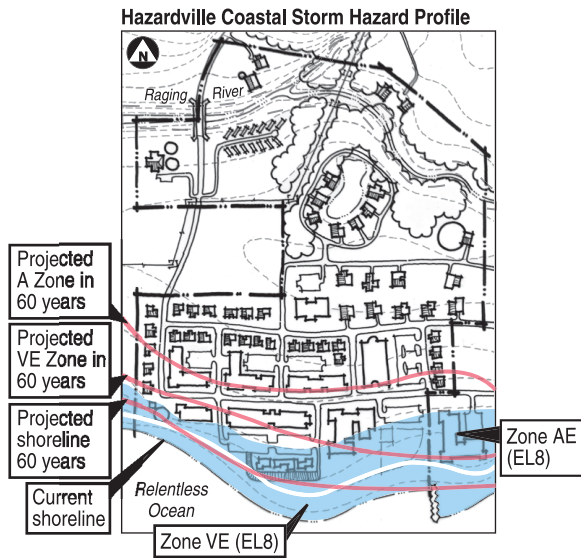 Hazardville Coastal Storm Hazard Profile
N
Raging River
Projected
A Zone in
60 years
Projected
VE Zone in
60 years
Projected
shoreline
60 years
Current
shoreline
Relentless
Ocean
Zone VE (EL8)
Zone AE
(EL8)